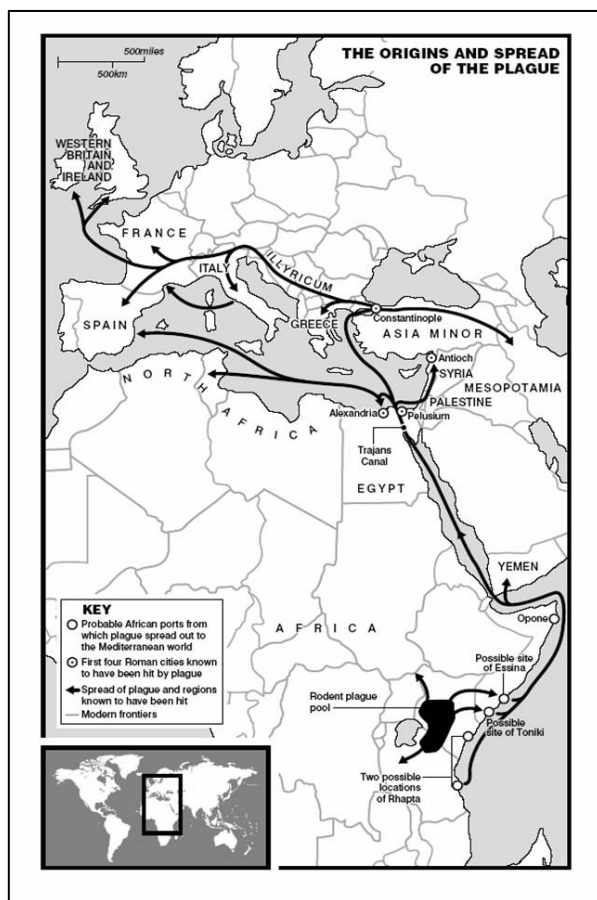 500miles
500km
THE ORIGINS AND SPREAD
OF THE PLAGUE
WESTERN
BRITAIN
AND
IRELAND
FRANCE
ITALY
ILLYRICUM
SPAIN
GREECE
Constantinople
ASIA MINOR
Antioch
SYRIA
MESOPOTAMIA
PALESTINE
NORTH AFRICA
Alexandria
Pelusium
Trajans
Canal
EGYPT
YEMEN
Opone
AFRICA
KEY
Probable African ports from
which plague spread out to
the Mediterranean world
First four Roman cities known
to have been hit by plague
Spread of plague and regions
known to have been hit
Modern frontiers
Possible site
of Essina
Rodent plague
pool
Possible
site of Toniki
Two possible
locations
of Rhapta